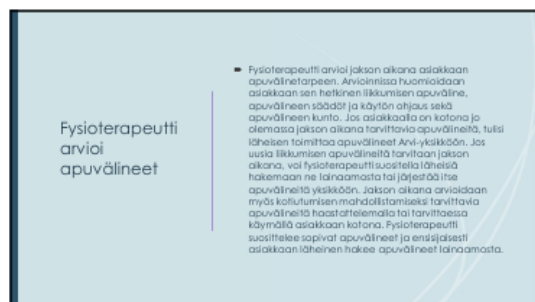 Fysioterapeutti
arvioi
apuvälineet
Fysioterapeutti arvioi jakson aikana asiakkaan
apuvälinetarpeen. Arvioinnissa huomioidaan
asiakkaan sen hetkinen liikkumisen apuväline,
apuvälineen säädöt ja käytön ohjaus sekä
apuvälineen kunto. Jos asiakkaalla on kotona jo
olemassa jakson aikana tarvittavia apuvälineitä, tulisi
läheisen toimittaa apuvälineet Arvi-yksikköön. Jos
uusia liikkumisen apuvälineitä tarvitaan jakson
aikana, voi fysioterapeutti suositella läheisiä
hakemaan ne lainaamosta tai järjestää itse
apuvälineitä yksikköön. Jakson aikana arvioidaan
myös kotiutumisen mahdollistamiseksi tarvittavia
apuvälineitä haastattelemalla tai tarvittaessa
käymällä asiakkaan kotona. Fysioterapeutti
suosittelee sopivat apuvälineet ja ensisijaisesti
asiakkaan läheinen hakee apuvälineet lainaamosta.